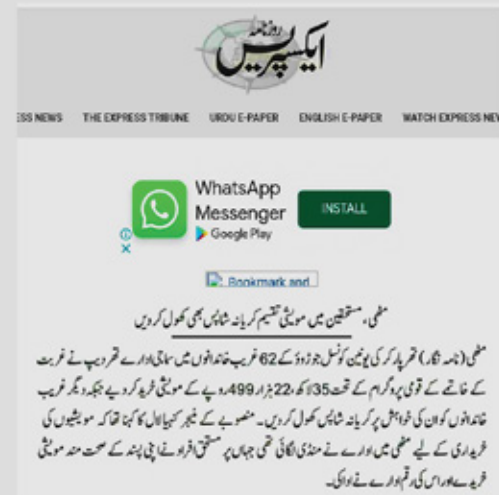 روزنامہ
ایکسپریس
ESS NEWS THE EXPRESS TRIBUNE URDU E-PAPER ENGLISH E-PAPER WATCH EXPRESS NE
WhatsApp
Messenger
Google Play
INSTALL
Bookmark and
مٹھی، مستحقین میں مویشی تقسیم کریانہ شاپس بھی کھول کر دیں
مٹھی (نامہ نگار) تھرپارکر کی یونین کونسل جوڑوؤ کے 62 غریب خاندانوں میں سماجی ادارے تھردیپ نے غربت
کے خاتمے کے قومی پروگرام کے تحت 35 لاکھ، 22 ہزار 499 روپے کے مویشی خرید کر دیے جبکہ دیگر غریب
خاندانوں کو ان کی خواہش پر کریانہ شاپس کھول کر دیں۔ منصوبے کے منیجر کنہیا لال کا کہنا تھا کہ مویشیوں کی
خریداری کے لیے مٹھی میں ادارے نے منڈی لگائی تھی جہاں پر مستحق افراد نے اپنی پسند کے صحت مند مویشی
خریدے اور اس کی رقم ادارے نے ادا کی۔